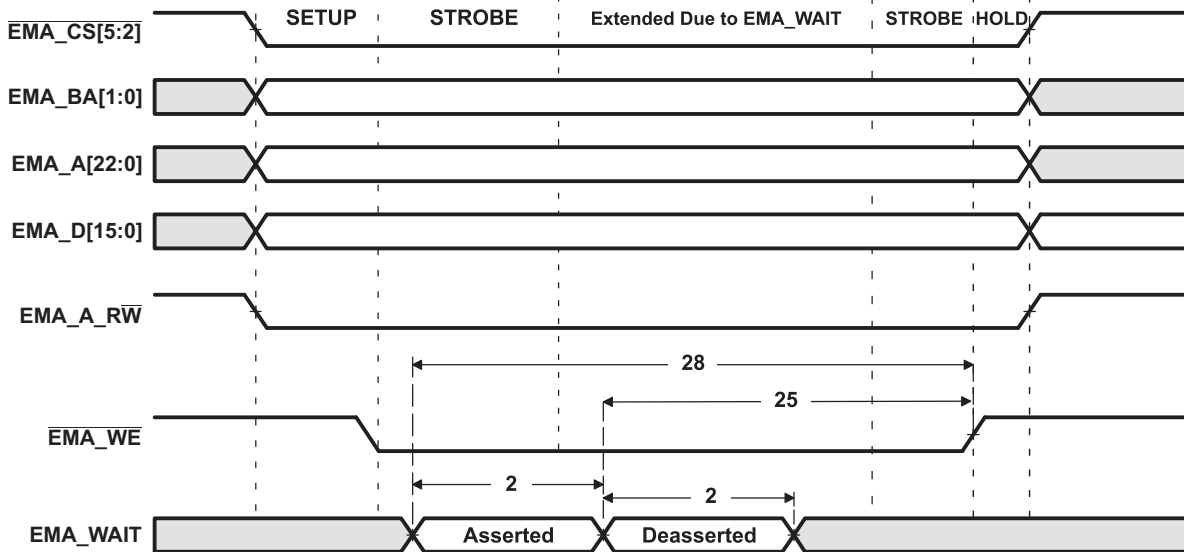 SETUP STROBE Extended Due to EMA_WAIT STROBE HOLD
EMA_CS[5:2]
EMA_BA[1:0]
EMA_A[22:0]
EMA_D[15:0]
EMA_A_RW
28
25
EMA_WE
2
2
EMA_WAIT Asserted Deasserted